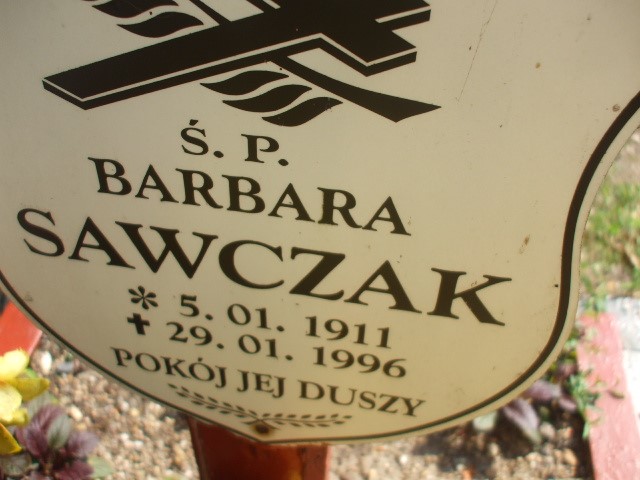 Ś. P.
BARBARA
SAWCZAK
* 5. 01. 1911
✝ 29. 01. 1996
POKÓJ JEJ DUSZY